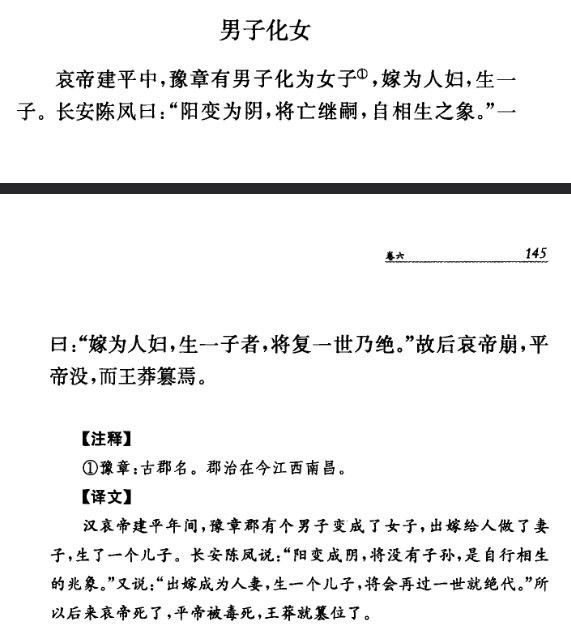 男子化女
哀帝建平中,豫章有男子化为女子①,嫁为人妇,生一
子。长安陈凤曰:“阳变为阴,将亡继嗣,自相生之象。”一
卷六 145
曰:“嫁为人妇,生一子者,将复一世乃绝。”故后哀帝崩,平
帝没,而王莽篡焉。
【注释】
①豫章:古郡名。郡治在今江西南昌。
【译文】
汉哀帝建平年间,豫章郡有个男子变成了女子,出嫁给人做了妻
子,生了一个儿子。长安陈凤说:“阳变成阴,将没有子孙,是自行相生
的兆象。”又说:“出嫁成为人妻,生一个儿子,将会再过一世就绝代。”所
以后来哀帝死了,平帝被毒死,王莽就篡位了。